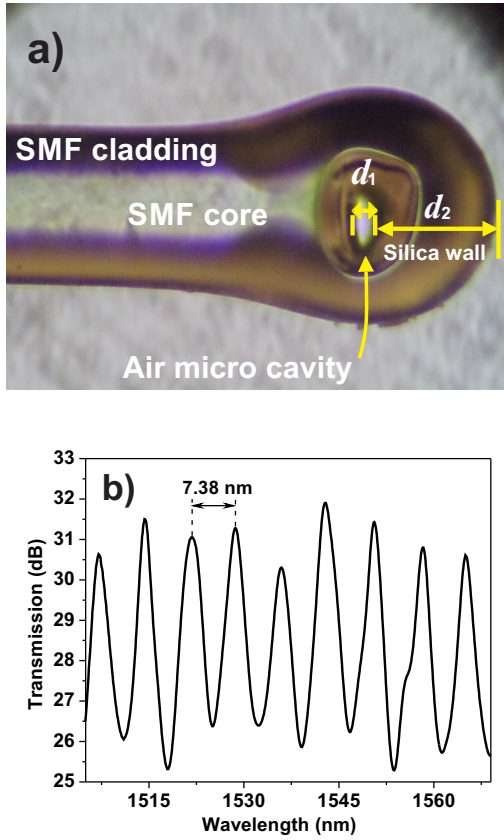 a)
SMF cladding
d1
SMF core
d2
Silica wall
Air micro cavity
b)
7.38 nm
33
32
31
30
29
28
27
26
25
Transmission (dB)
1515
1530
1545
1560
Wavelength (nm)